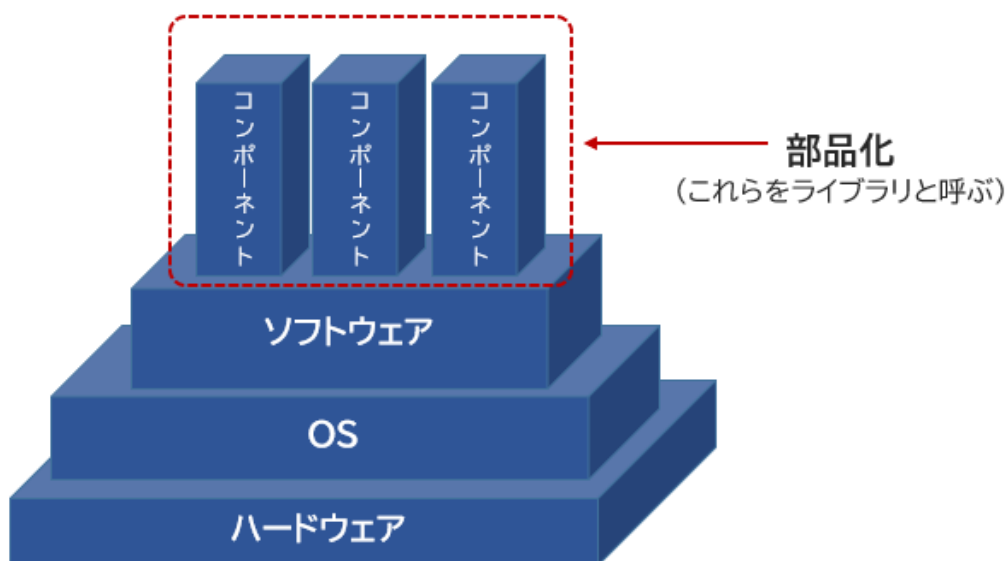 コンポーネント
コンポーネント
コンポーネント
部品化
（これらをライブラリと呼ぶ）
ソフトウェア
OS
ハードウェア